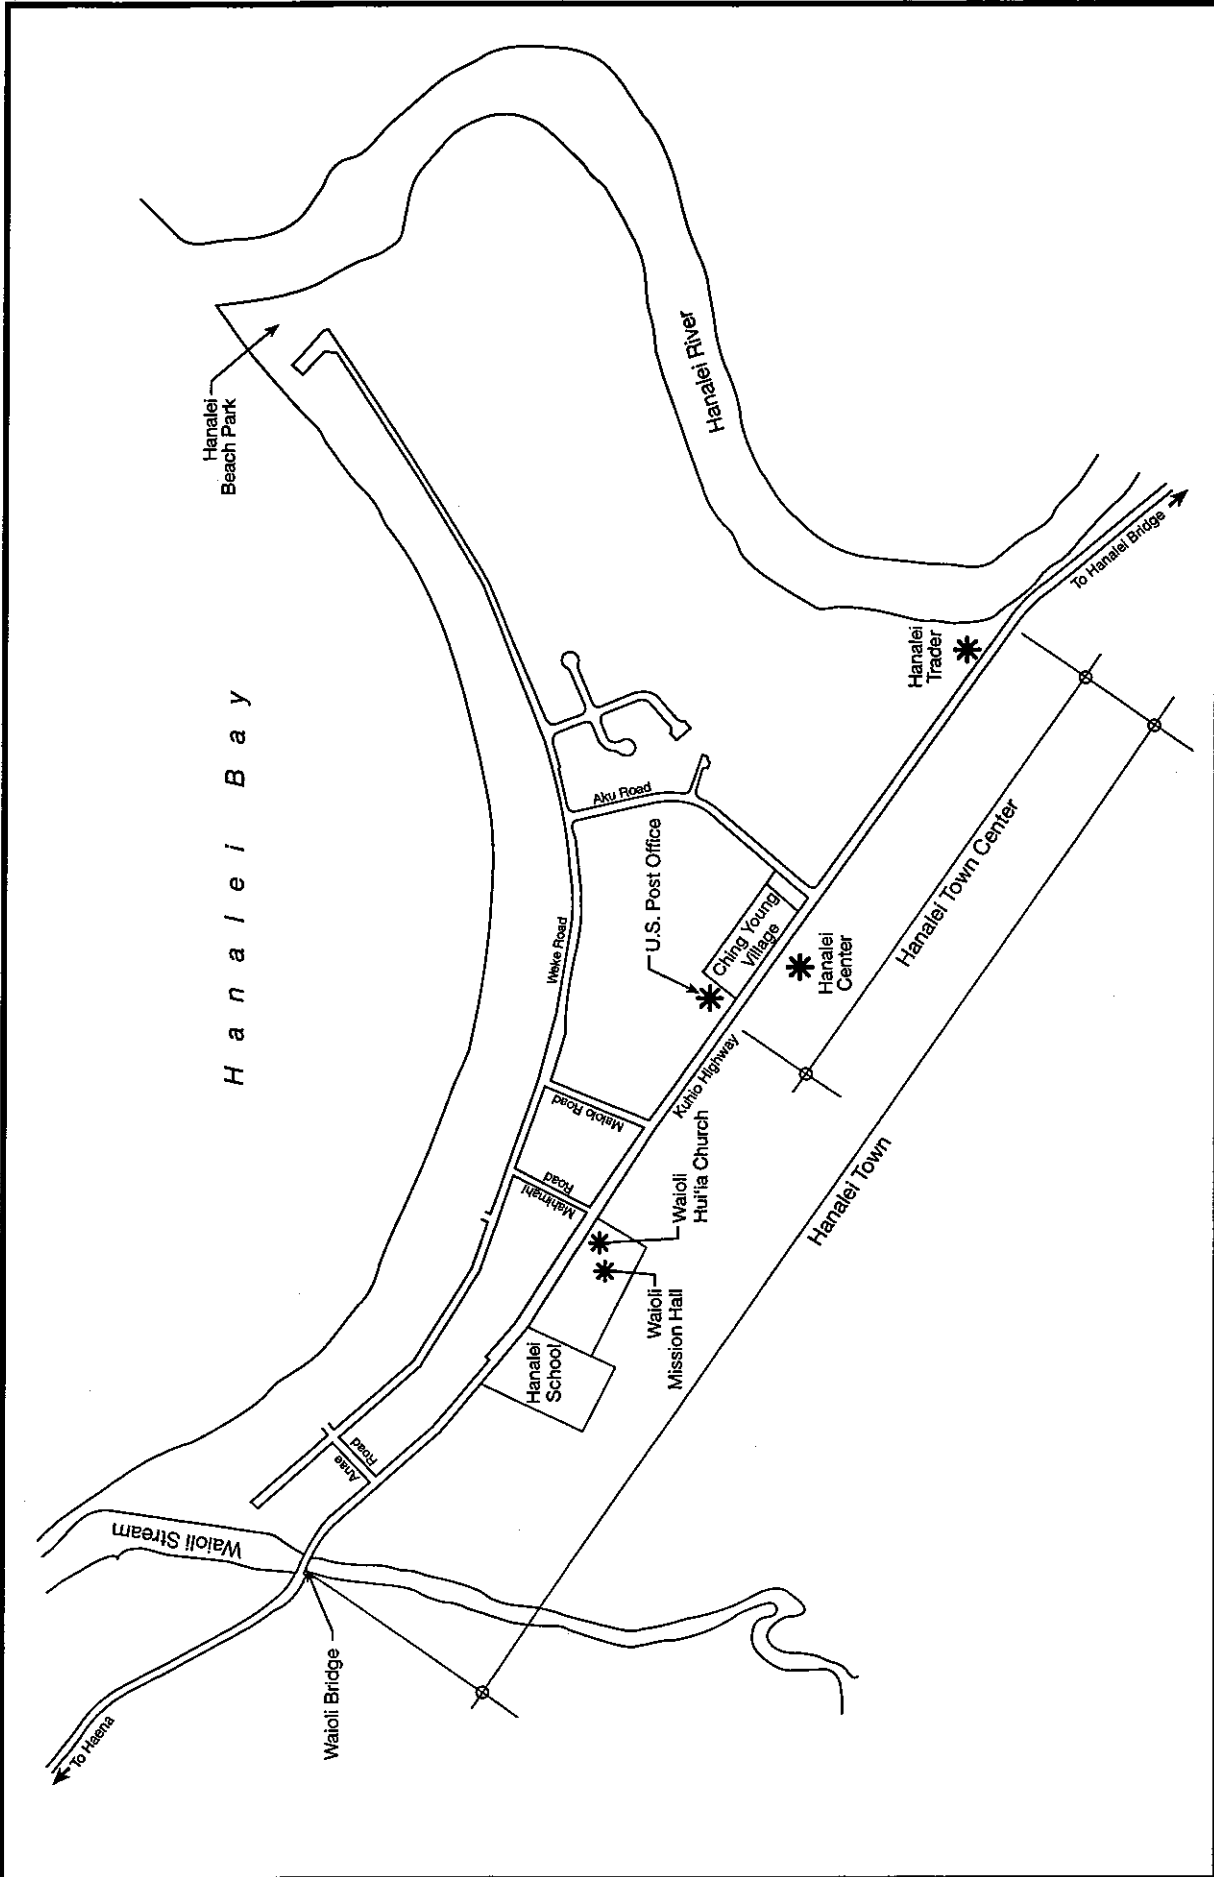 To Haena
Waioli Bridge
Waioli Stream
Anae
Road
Hanalei
School
Waioli
Mission Hall
Waioli
Hui'ia Church
Mahimahi
Road
Malolo Road
Kuhio Highway
Weke Road
Hanalei Bay
U.S. Post Office
Ching Young
Village
Hanalei
Center
Aku Road
Hanalei
Trader
Hanalei
Beach Park
Hanalei River
To Hanalei Bridge
Hanalei Town Center
Hanalei Town